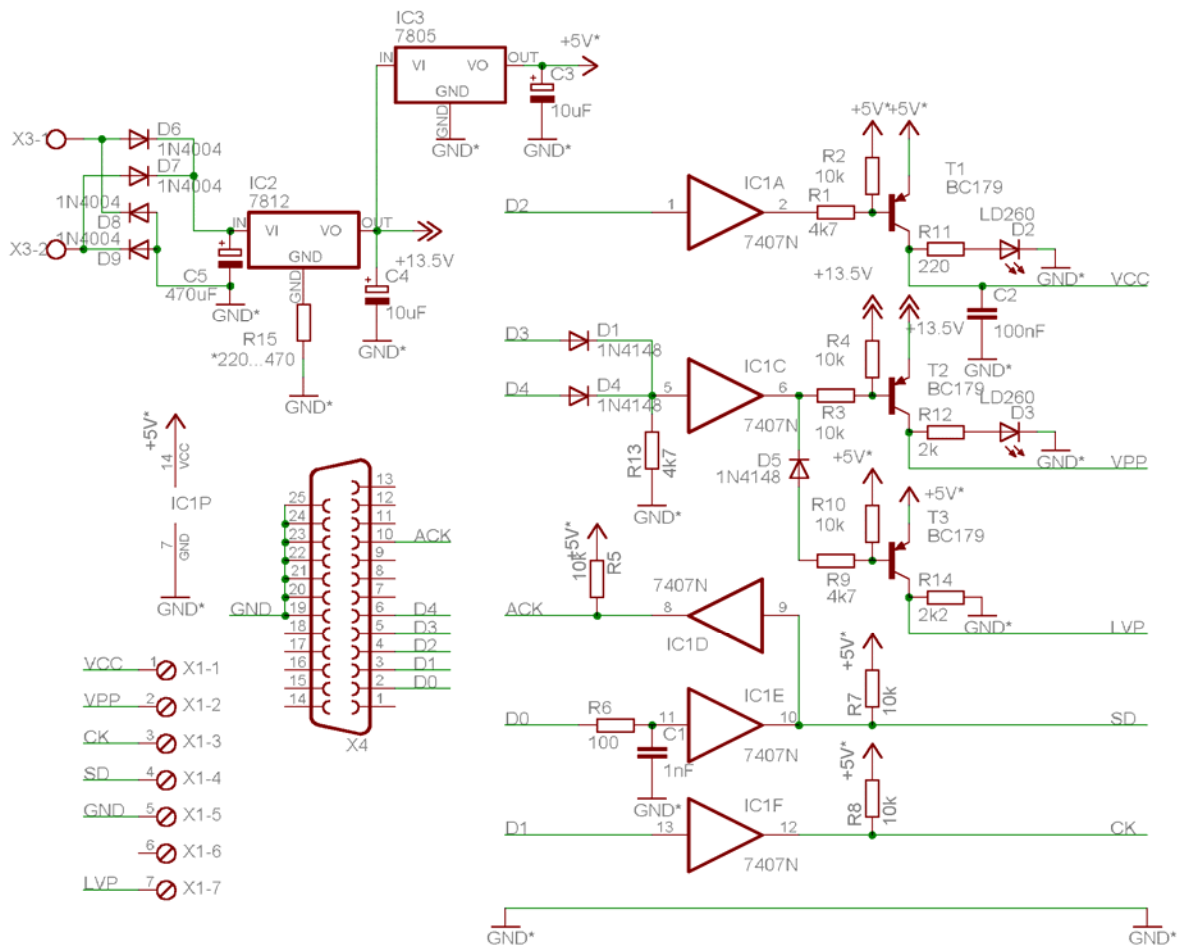 IC3
7805
+5V*
IN
OUT
VI
VO
GND
GND
C3
10uF
GND*
GND*
X3-1
X3-2
D6
1N4004
D7
1N4004
1N4004
D8
1N4004
D9
IC2
7812
IN
OUT
VI
VO
GND
GND
+13.5V
C5
470uF
GND*
C4
10uF
GND*
R15
*220...470
GND*
D2
1
IC1A
2
7407N
R1
4k7
R2
10k
+5V*
+5V*
T1
BC179
LD260
D2
R11
220
GND*
VCC
C2
100nF
GND*
D3
D1
1N4148
D4
D4
1N4148
R13
4k7
GND*
5
IC1C
6
7407N
R3
10k
R4
10k
+13.5V
+13.5V
T2
BC179
LD260
D3
R12
2k
GND*
VPP
D5
1N4148
+5V*
+5V*
R10
10k
R9
4k7
T3
BC179
R14
2k2
GND*
LVP
+5V*
10k
R5
ACK
8
7407N
9
IC1D
D0
R6
100
C1
1nF
GND*
11
IC1E
10
7407N
+5V*
R7
10k
SD
D1
13
IC1F
12
7407N
+5V*
R8
10k
CK
GND*
GND*
+5V*
14
VCC
IC1P
7
GND
GND*
13
25
12
24
11
23
10
ACK
22
9
21
8
20
7
GND
19
6
D4
18
5
D3
17
4
D2
16
3
D1
15
2
D0
14
1
X4
VCC
1
X1-1
VPP
2
X1-2
CK
3
X1-3
SD
4
X1-4
GND
5
X1-5
6
X1-6
LVP
7
X1-7